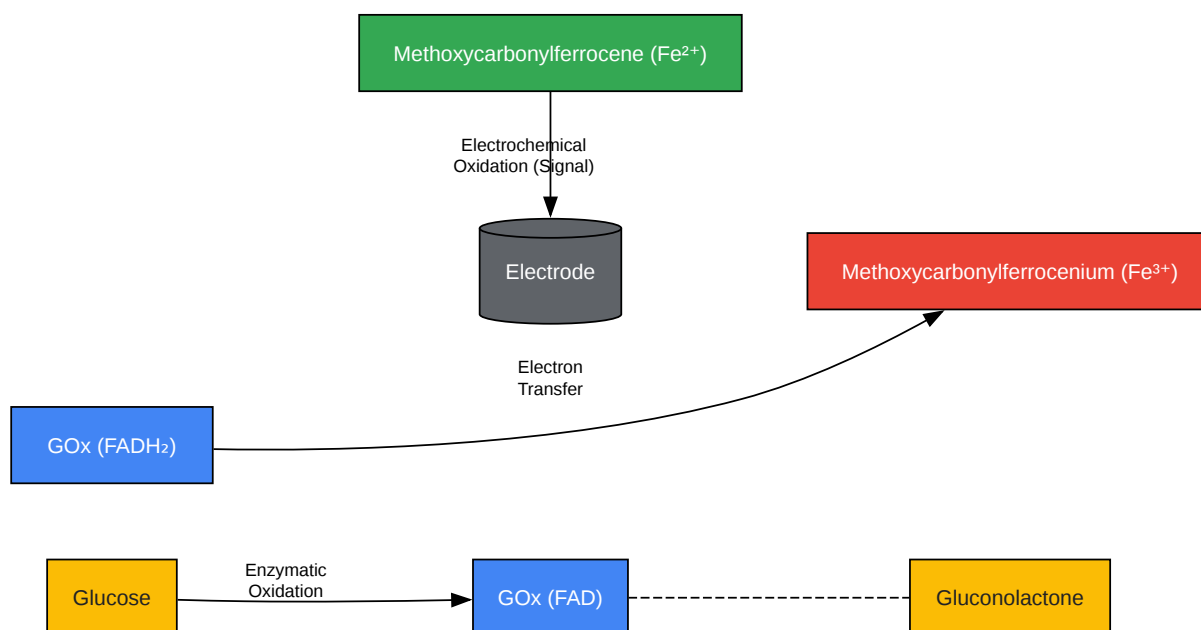 Methoxycarbonylferrocene (Fe²⁺)
Electrochemical
Oxidation (Signal)
Electrode
Methoxycarbonylferrocenium (Fe³⁺)
Electron
Transfer
GOx (FADH₂)
Glucose
Enzymatic
Oxidation
GOx (FAD)
Gluconolactone